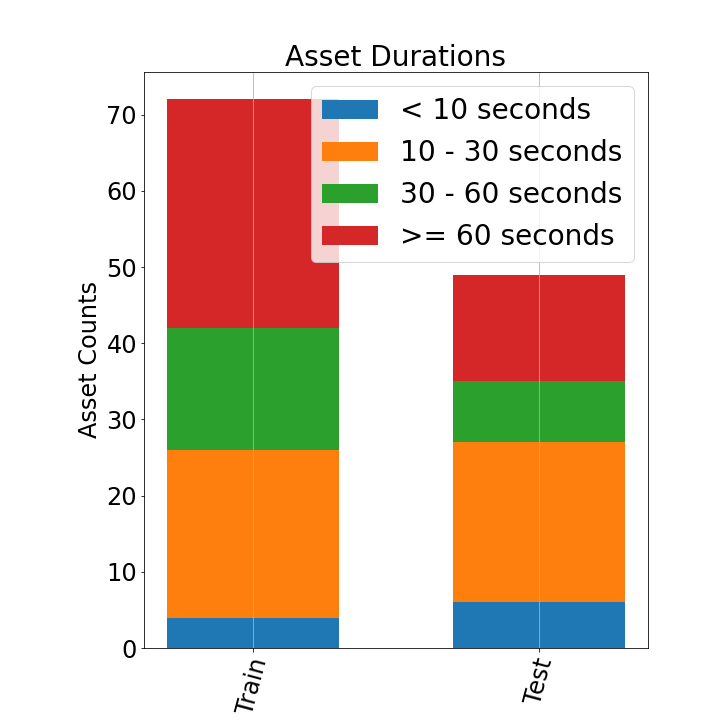 Asset Durations
< 10 seconds
10 - 30 seconds
30 - 60 seconds
>= 60 seconds
Asset Counts
70
60
50
40
30
20
10
0
Train
Test